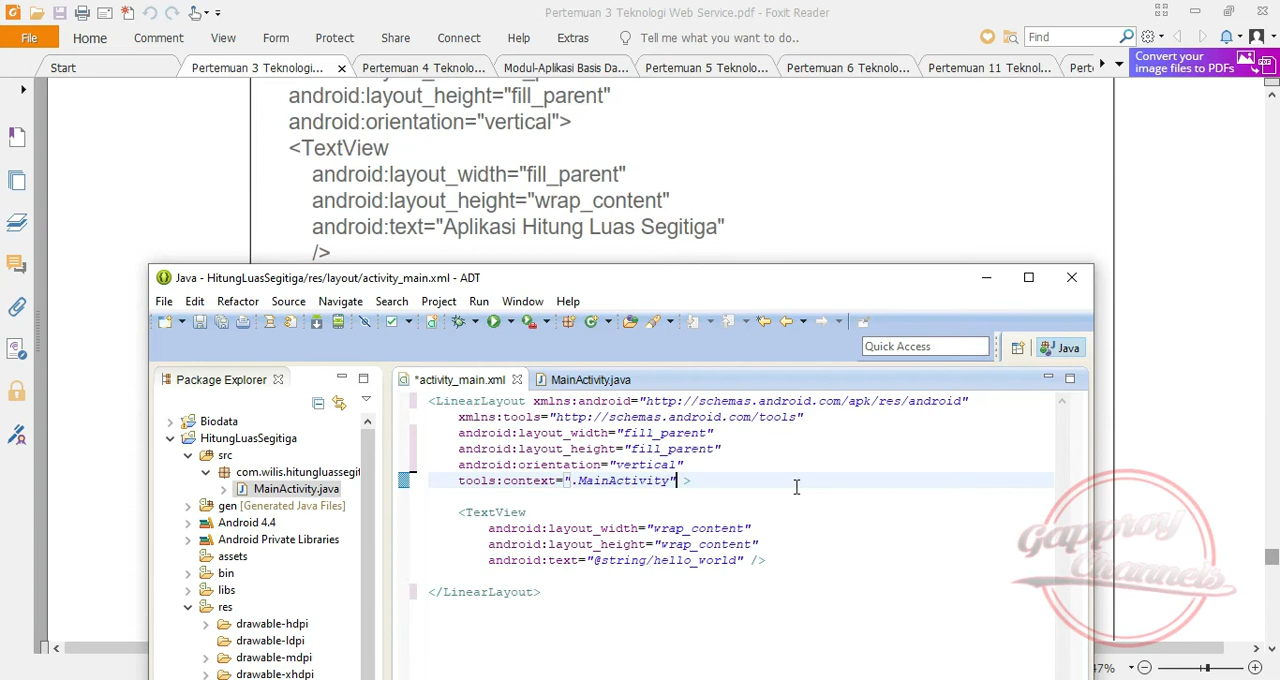 Pertemuan 3 Teknologi Web Service.pdf - Foxit Reader
File Home Comment View Form Protect Share Connect Help Extras Tell me what you want to do.. Find
Start Pertemuan 3 Teknologi... Pertemuan 4 Teknologi... Modul Aplikasi Basis Da... Pertemuan 5 Teknolo... Pertemuan 6 Teknolo... Pertemuan 11 Teknol... Perte
Convert your
image files to PDFs
android:layout_height="fill_parent"
android:orientation="vertical">
<TextView
android:layout_width="fill_parent"
android:layout_height="wrap_content"
android:text="Aplikasi Hitung Luas Segitiga"
/>
Java - HitungLuasSegitiga/res/layout/activity_main.xml - ADT
File Edit Refactor Source Navigate Search Project Run Window Help
Quick Access Java
Package Explorer
Biodata
HitungLuasSegitiga
src
com.wilis.hitungluassegit
MainActivity.java
gen [Generated Java Files]
Android 4.4
Android Private Libraries
assets
bin
libs
res
drawable-hdpi
drawable-ldpi
drawable-mdpi
drawable-xhdpi
*activity_main.xml MainActivity.java
<LinearLayout xmlns:android="http://schemas.android.com/apk/res/android"
xmlns:tools="http://schemas.android.com/tools"
android:layout_width="fill_parent"
android:layout_height="fill_parent"
android:orientation="vertical"
tools:context=".MainActivity" >
<TextView
android:layout_width="wrap_content"
android:layout_height="wrap_content"
android:text="@string/hello_world" />
</LinearLayout>
Gapproy
Channels
47%